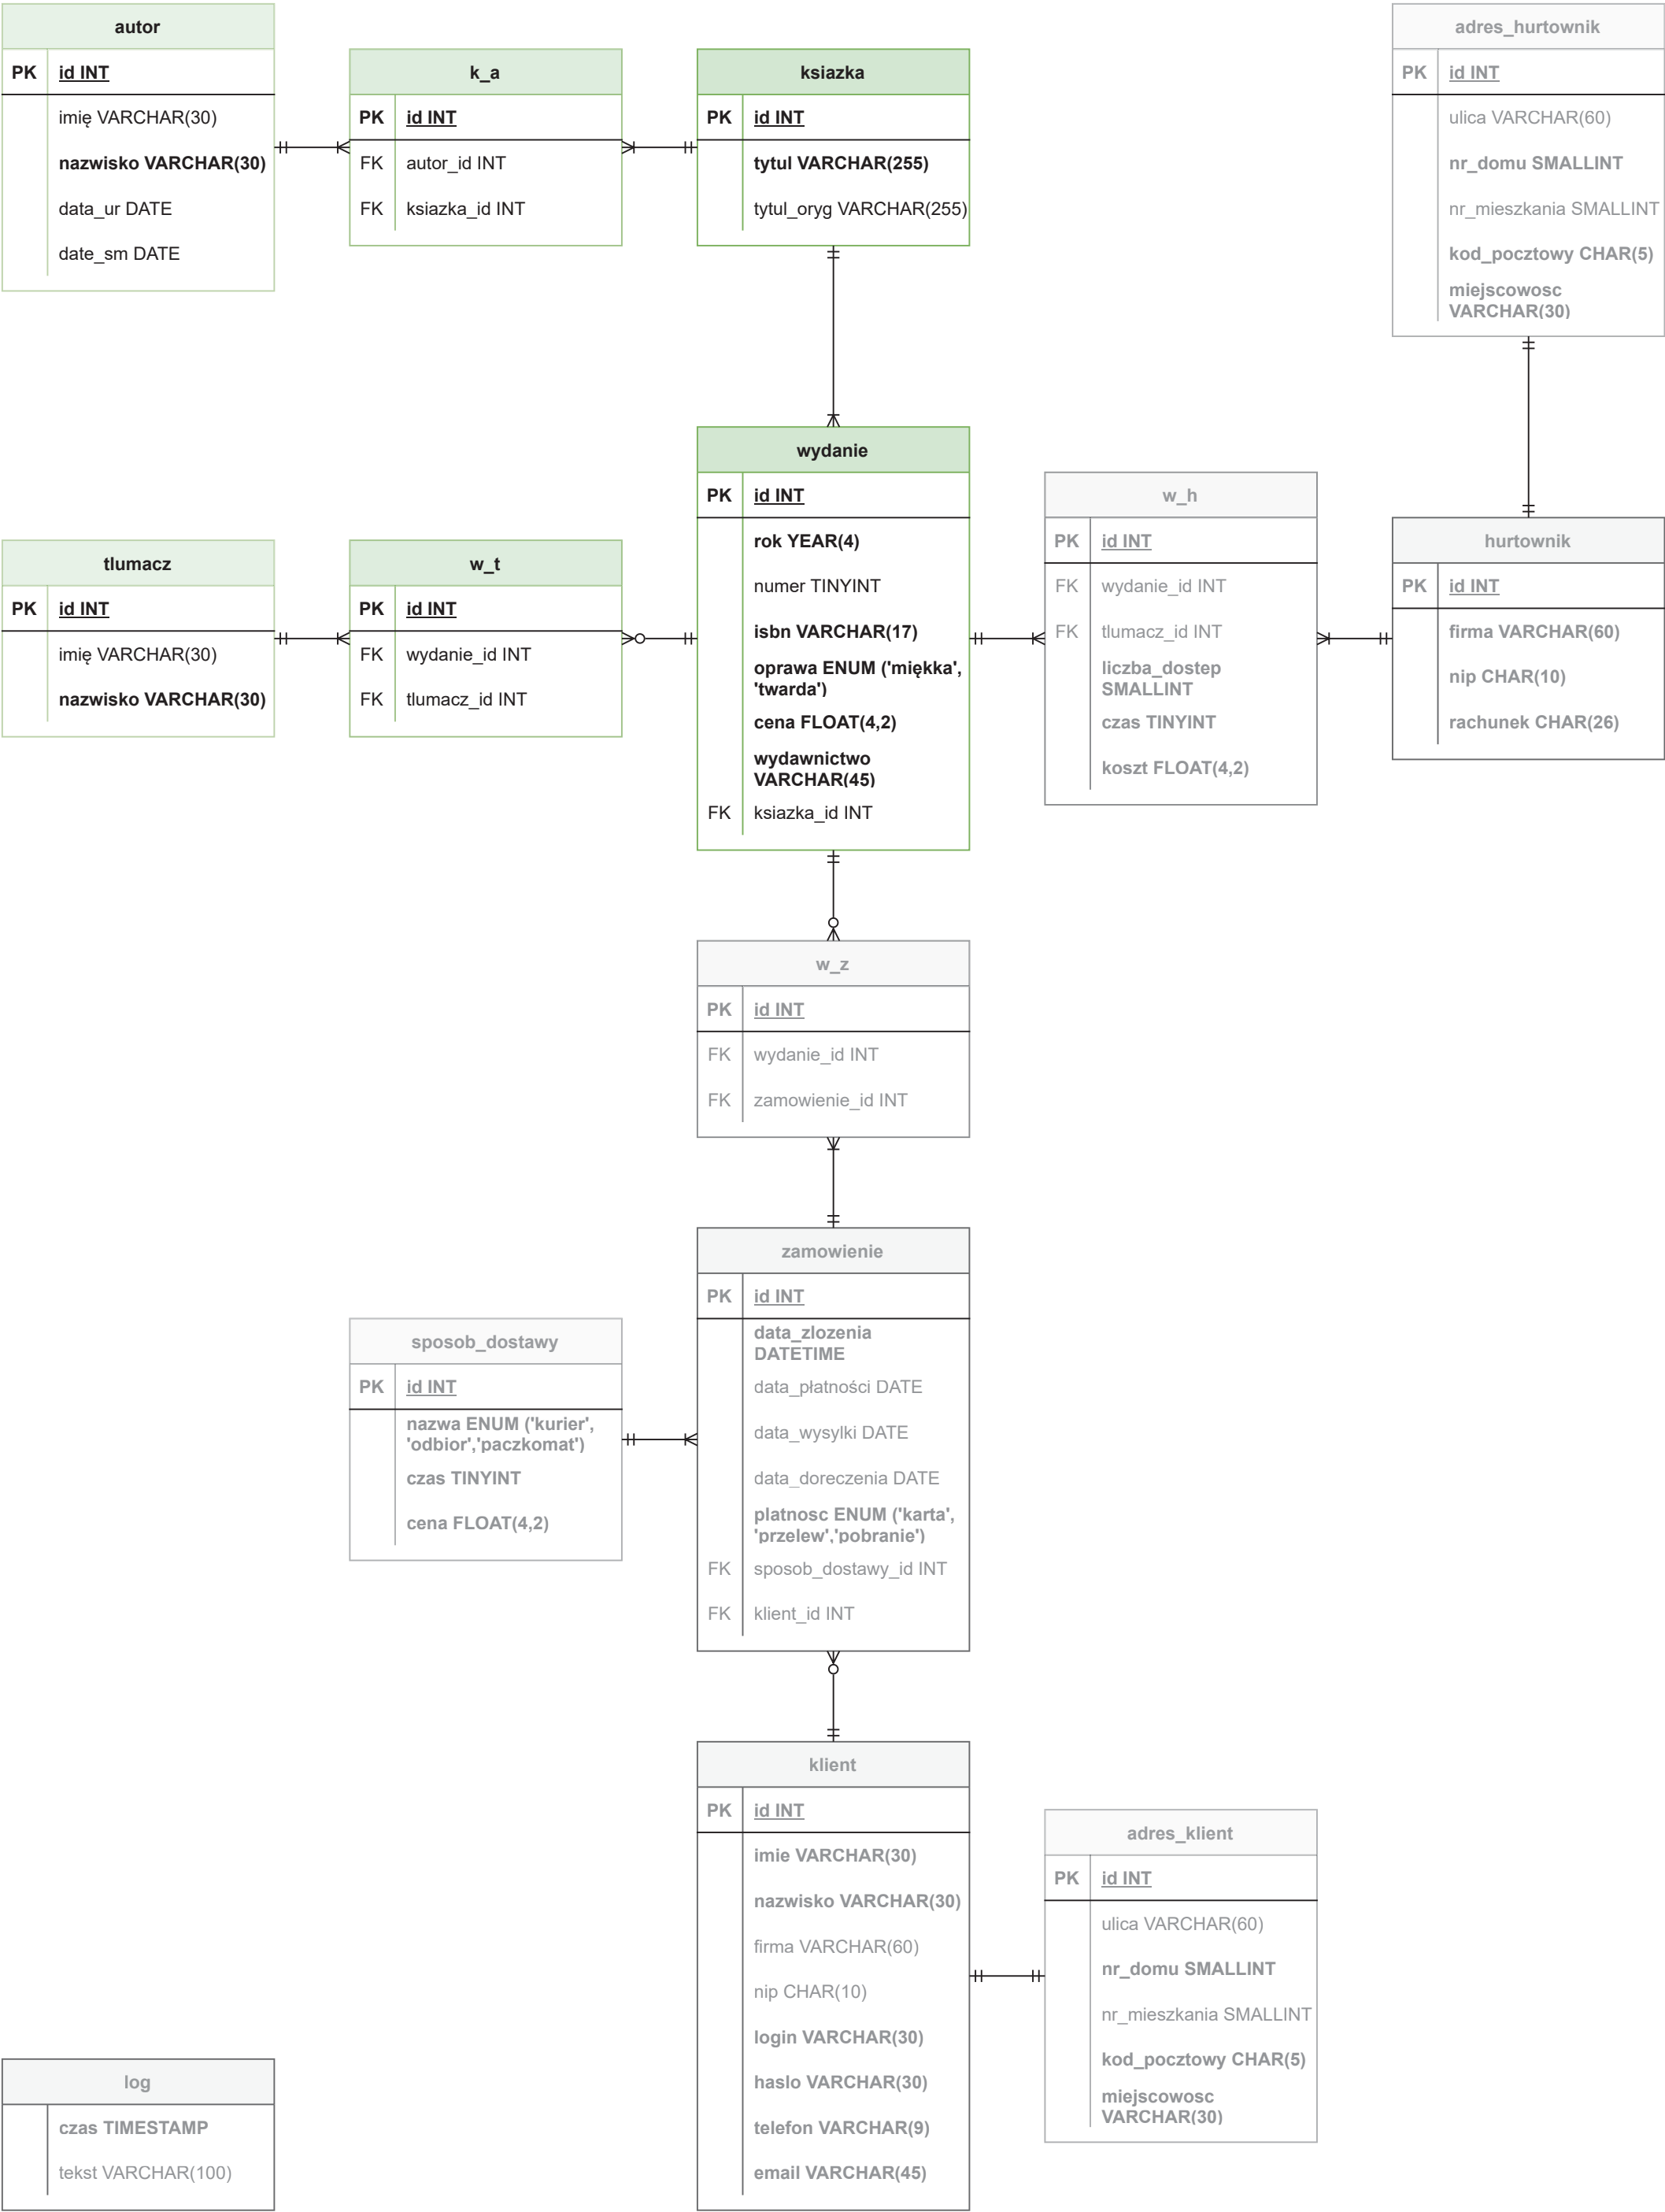 autor
PK id INT
imię VARCHAR(30)
nazwisko VARCHAR(30)
data_ur DATE
date_sm DATE
k_a
PK id INT
FK autor_id INT
FK ksiazka_id INT
ksiazka
PK id INT
tytul VARCHAR(255)
tytul_oryg VARCHAR(255)
adres_hurtownik
PK id INT
ulica VARCHAR(60)
nr_domu SMALLINT
nr_mieszkania SMALLINT
kod_pocztowy CHAR(5)
miejscowosc
VARCHAR(30)
tlumacz
PK id INT
imię VARCHAR(30)
nazwisko VARCHAR(30)
w_t
PK id INT
FK wydanie_id INT
FK tlumacz_id INT
wydanie
PK id INT
rok YEAR(4)
numer TINYINT
isbn VARCHAR(17)
oprawa ENUM ('miękka',
'twarda')
cena FLOAT(4,2)
wydawnictwo
VARCHAR(45)
FK ksiazka_id INT
w_h
PK id INT
FK wydanie_id INT
FK tlumacz_id INT
liczba_dostep
SMALLINT
czas TINYINT
koszt FLOAT(4,2)
hurtownik
PK id INT
firma VARCHAR(60)
nip CHAR(10)
rachunek CHAR(26)
w_z
PK id INT
FK wydanie_id INT
FK zamowienie_id INT
sposob_dostawy
PK id INT
nazwa ENUM ('kurier',
'odbior','paczkomat')
czas TINYINT
cena FLOAT(4,2)
zamowienie
PK id INT
data_zlozenia
DATETIME
data_płatności DATE
data_wysylki DATE
data_doreczenia DATE
platnosc ENUM ('karta',
'przelew','pobranie')
FK sposob_dostawy_id INT
FK klient_id INT
klient
PK id INT
imie VARCHAR(30)
nazwisko VARCHAR(30)
firma VARCHAR(60)
nip CHAR(10)
login VARCHAR(30)
haslo VARCHAR(30)
telefon VARCHAR(9)
email VARCHAR(45)
adres_klient
PK id INT
ulica VARCHAR(60)
nr_domu SMALLINT
nr_mieszkania SMALLINT
kod_pocztowy CHAR(5)
miejscowosc
VARCHAR(30)
log
czas TIMESTAMP
tekst VARCHAR(100)